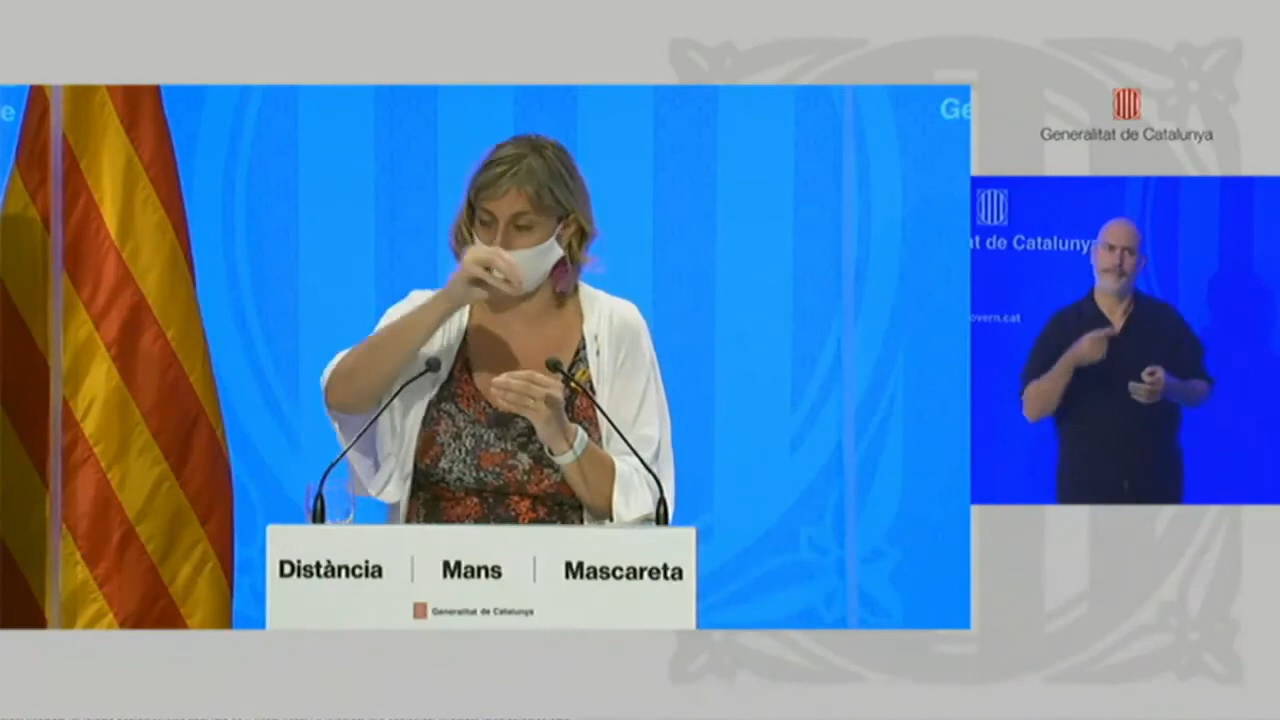 e
Ge
Generalitat de Catalunya
at de Catalunya
overn.cat
Distància | Mans | Mascareta
Generalitat de Catalunya